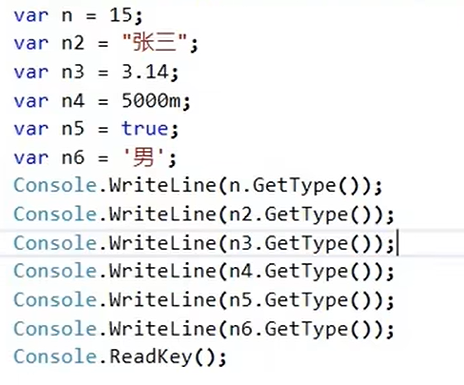 var n = 15;
var n2 = "张三";
var n3 = 3.14;
var n4 = 5000m;
var n5 = true;
var n6 = '男';
Console.WriteLine(n.GetType());
Console.WriteLine(n2.GetType());
Console.WriteLine(n3.GetType());
Console.WriteLine(n4.GetType());
Console.WriteLine(n5.GetType());
Console.WriteLine(n6.GetType());
Console.ReadKey();